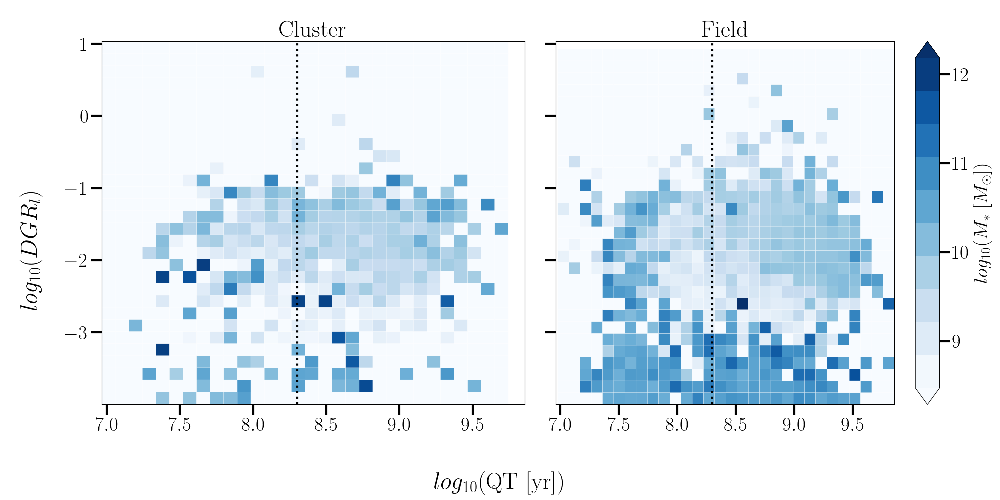 Cluster
Field
1
0
−1
−2
−3
log₁₀(DGRₗ)
7.0 7.5 8.0 8.5 9.0 9.5
7.0 7.5 8.0 8.5 9.0 9.5
log₁₀(QT [yr])
12
11
10
9
log₁₀(M∗ [M⊙])